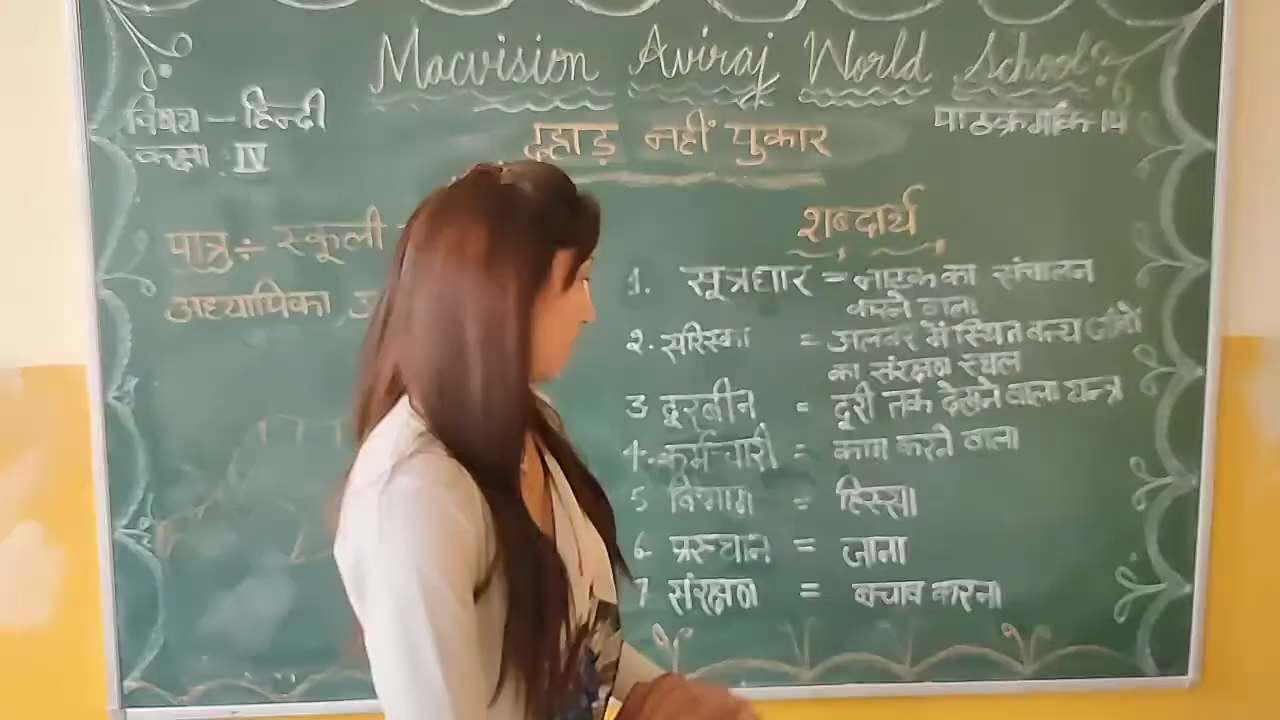 Macvision Aviraj World School
विषय - हिन्दी
पाठक्रमांक-14
कक्षा : IV
दहाड़ नहीं पुकार
पात्र ÷ स्कूली
अध्यापिका
शब्दार्थ
1. सूत्रधार = नाटक का संचालन
करने वाला
2. सरिस्का = अलवर में स्थित वन्य जीवों
का संरक्षण स्थल
3 दूरबीन = दूरी तक देखने वाला यन्त्र
4. कर्मचारी = काम करने वाला
5 विभाग = हिस्सा
6 प्रस्थान = जाना
7 संरक्षण = बचाव करना